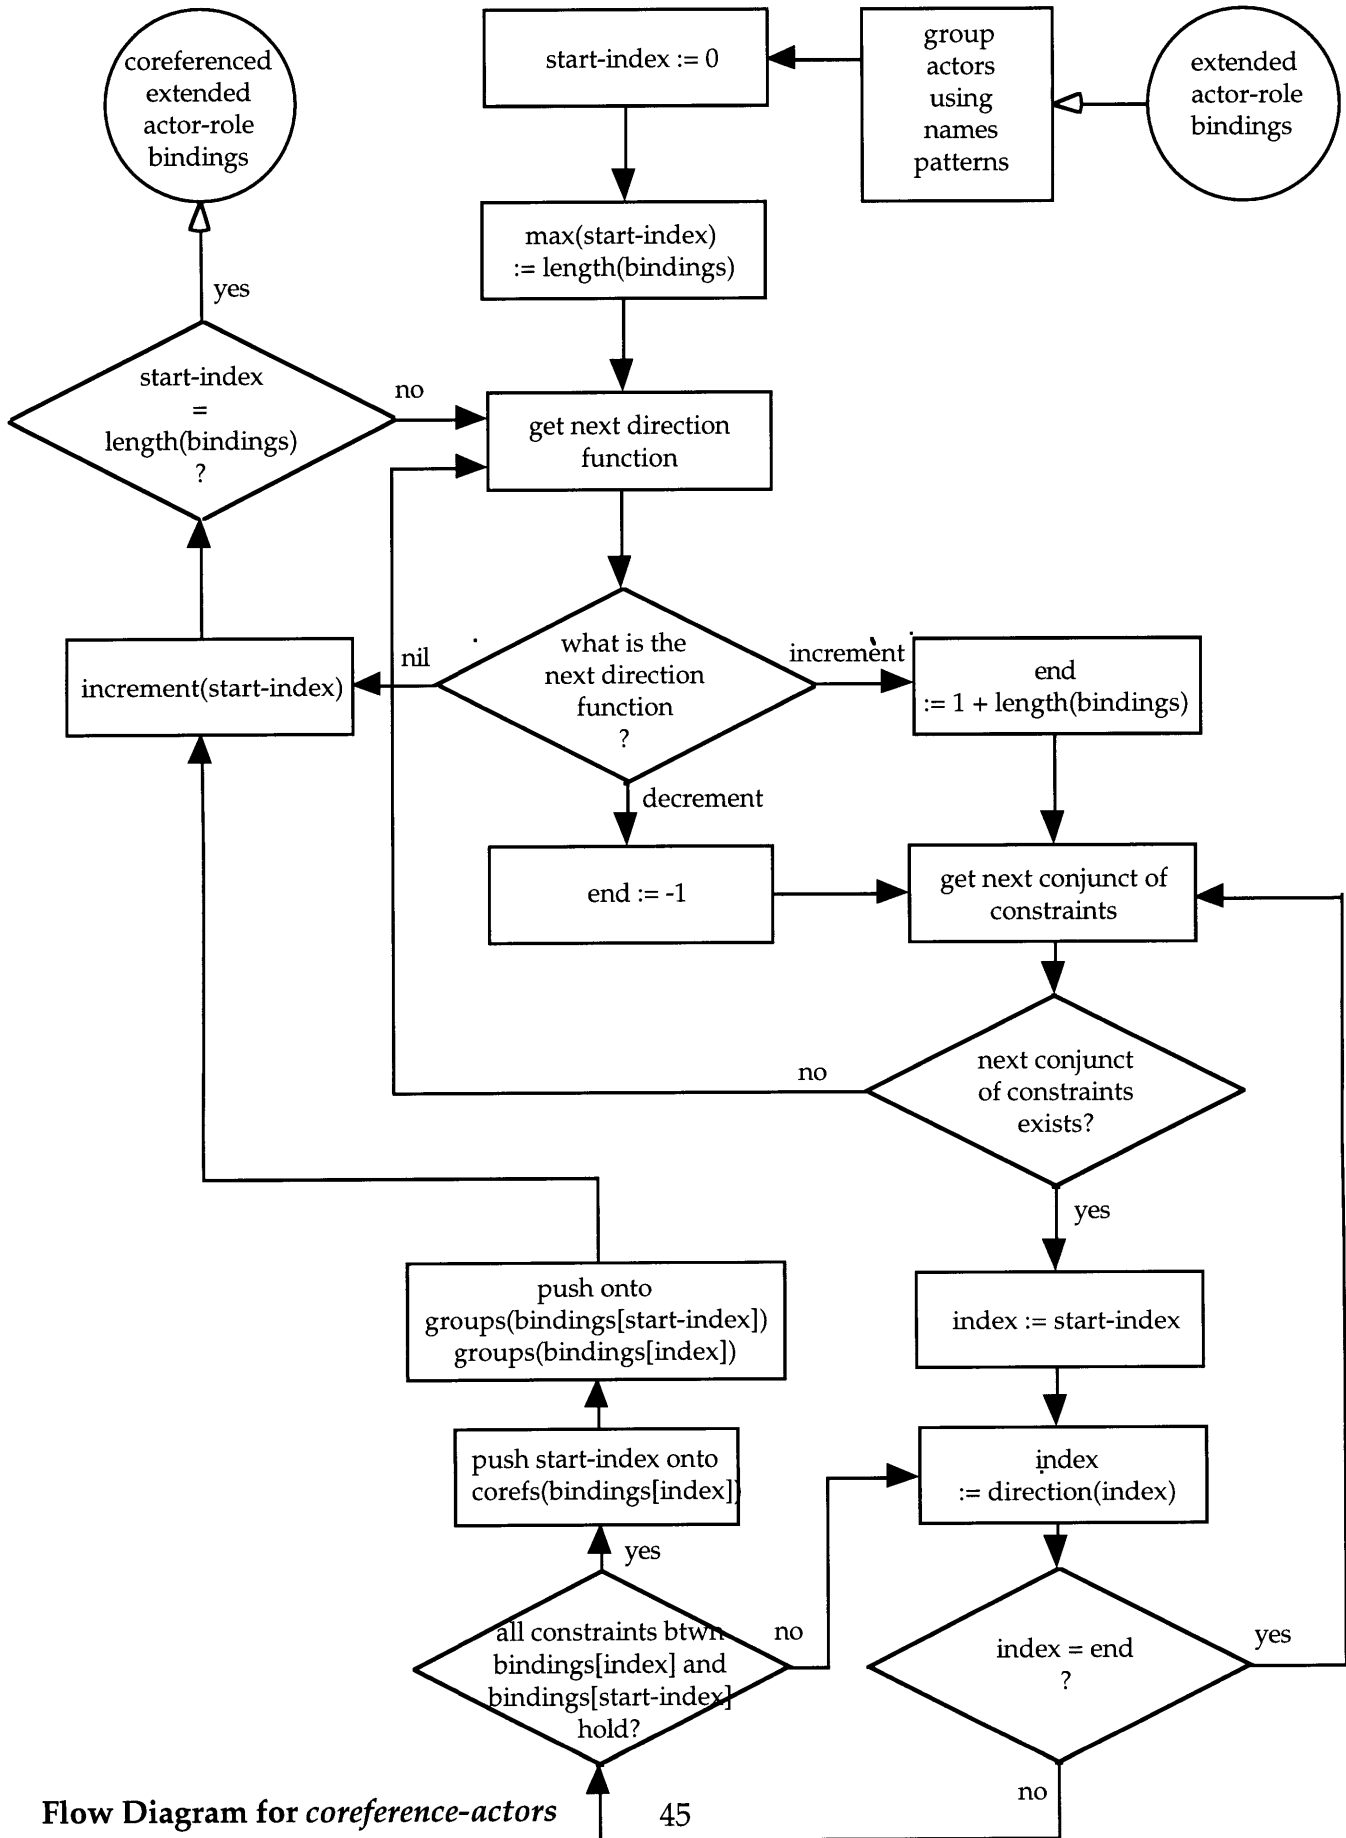 coreferenced
extended
actor-role
bindings
start-index := 0
group
actors
using
names
patterns
extended
actor-role
bindings
max(start-index)
:= length(bindings)
yes
start-index
=
length(bindings)
?
no
get next direction
function
increment(start-index)
nil
what is the
next direction
function
?
increment
end
:= 1 + length(bindings)
decrement
end := -1
get next conjunct of
constraints
no
next conjunct
of constraints
exists?
yes
push onto
groups(bindings[start-index])
groups(bindings[index])
index := start-index
push start-index onto
corefs(bindings[index])
index
:= direction(index)
yes
all constraints btwn
bindings[index] and
bindings[start-index]
hold?
no
index = end
?
yes
no
Flow Diagram for coreference-actors
45